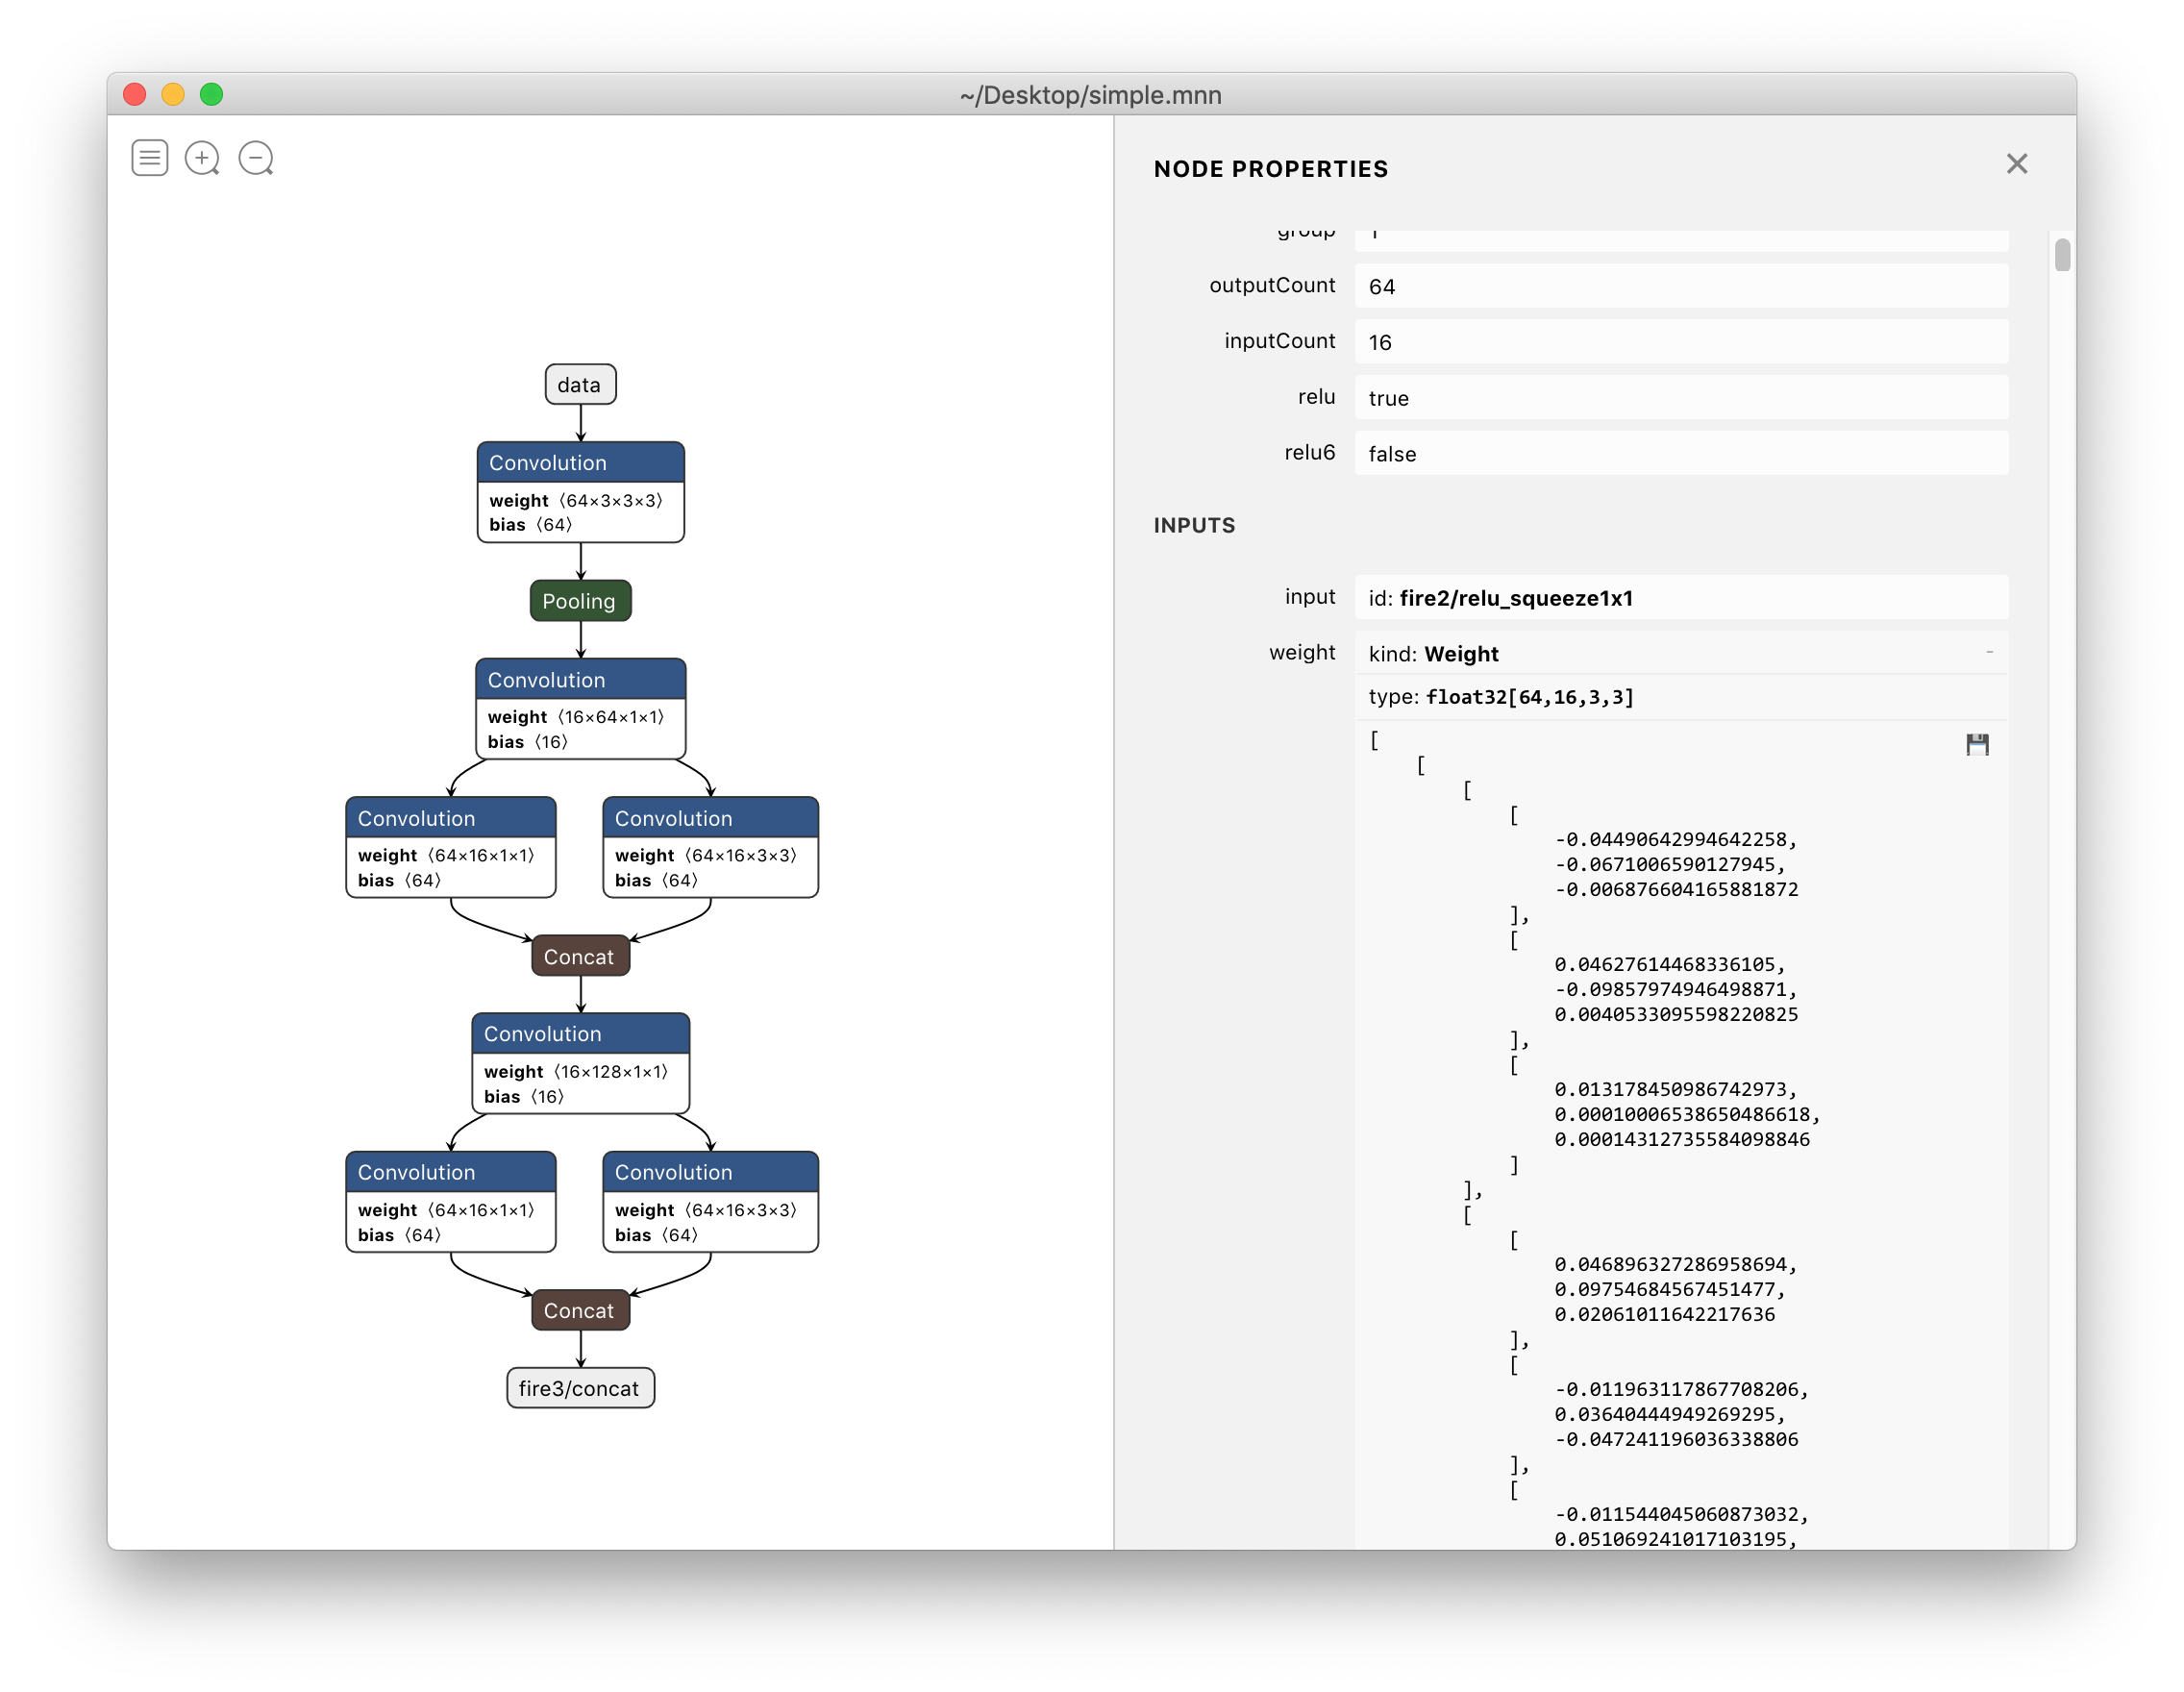 ~/Desktop/simple.mnn
data
Convolution
weight ⟨64×3×3×3⟩
bias ⟨64⟩
Pooling
Convolution
weight ⟨16×64×1×1⟩
bias ⟨16⟩
Convolution
weight ⟨64×16×1×1⟩
bias ⟨64⟩
Convolution
weight ⟨64×16×3×3⟩
bias ⟨64⟩
Concat
Convolution
weight ⟨16×128×1×1⟩
bias ⟨16⟩
Convolution
weight ⟨64×16×1×1⟩
bias ⟨64⟩
Convolution
weight ⟨64×16×3×3⟩
bias ⟨64⟩
Concat
fire3/concat
NODE PROPERTIES
group 1
outputCount 64
inputCount 16
relu true
relu6 false
INPUTS
input id: fire2/relu_squeeze1x1
weight kind: Weight -
type: float32[64,16,3,3]
[
[
[
[
-0.04490642994642258,
-0.0671006590127945,
-0.006876604165881872
],
[
0.04627614468336105,
-0.09857974946498871,
0.0040533095598220825
],
[
0.013178450986742973,
0.00010006538650486618,
0.00014312735584098846
]
],
[
[
0.046896327286958694,
0.09754684567451477,
0.02061011642217636
],
[
-0.011963117867708206,
0.03640444949269295,
-0.047241196036338806
],
[
-0.011544045060873032,
0.051069241017103195,